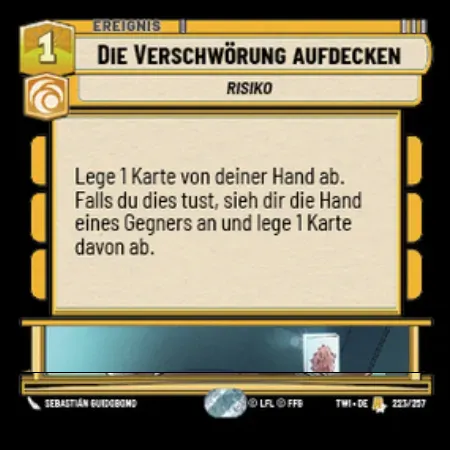 EREIGNIS
1
DIE VERSCHWÖRUNG AUFDECKEN
RISIKO
Lege 1 Karte von deiner Hand ab.
Falls du dies tust, sieh dir die Hand
eines Gegners an und lege 1 Karte
davon ab.
SEBASTIÁN GUIDOBONO
© LFL © FFG
TWI • DE
223/257